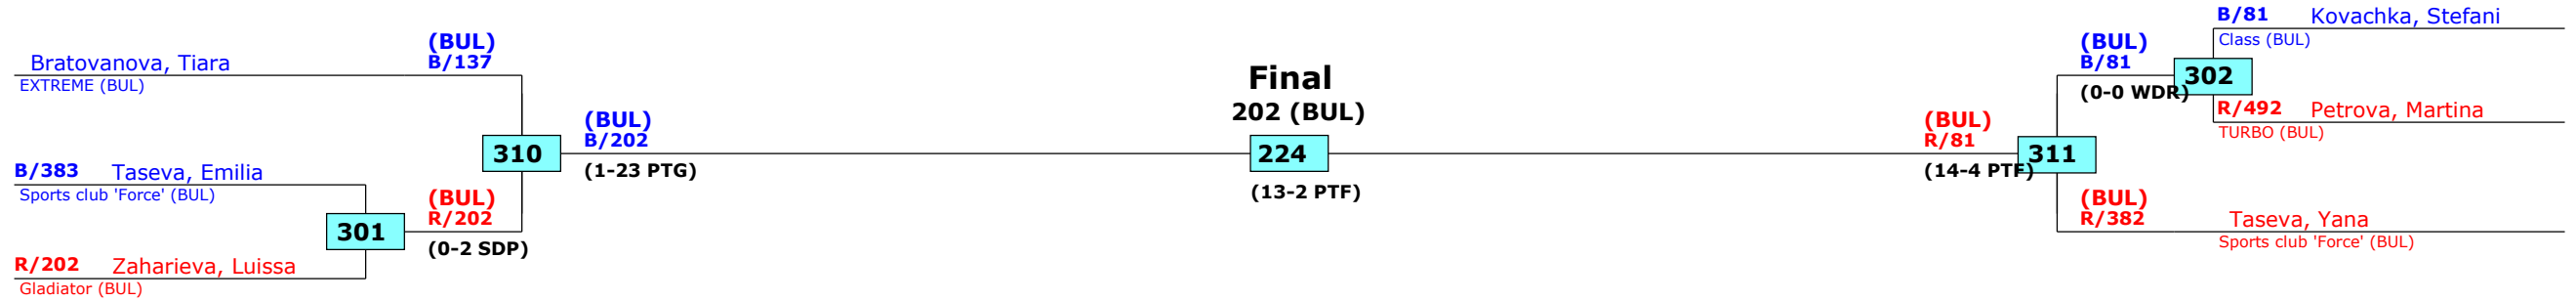 Bratovanova, Tiara
EXTREME (BUL)
(BUL)
B/137
B/383 Taseva, Emilia
Sports club 'Force' (BUL)
301
R/202 Zaharieva, Luissa
Gladiator (BUL)
(BUL)
R/202
(0-2 SDP)
310
(BUL)
B/202
(1-23 PTG)
Final
202 (BUL)
224
(13-2 PTF)
(BUL)
R/81
(14-4 PTF)
311
(BUL)
B/81
(0-0 WDR)
302
B/81 Kovachka, Stefani
Class (BUL)
R/492 Petrova, Martina
TURBO (BUL)
(BUL)
R/382
Taseva, Yana
Sports club 'Force' (BUL)